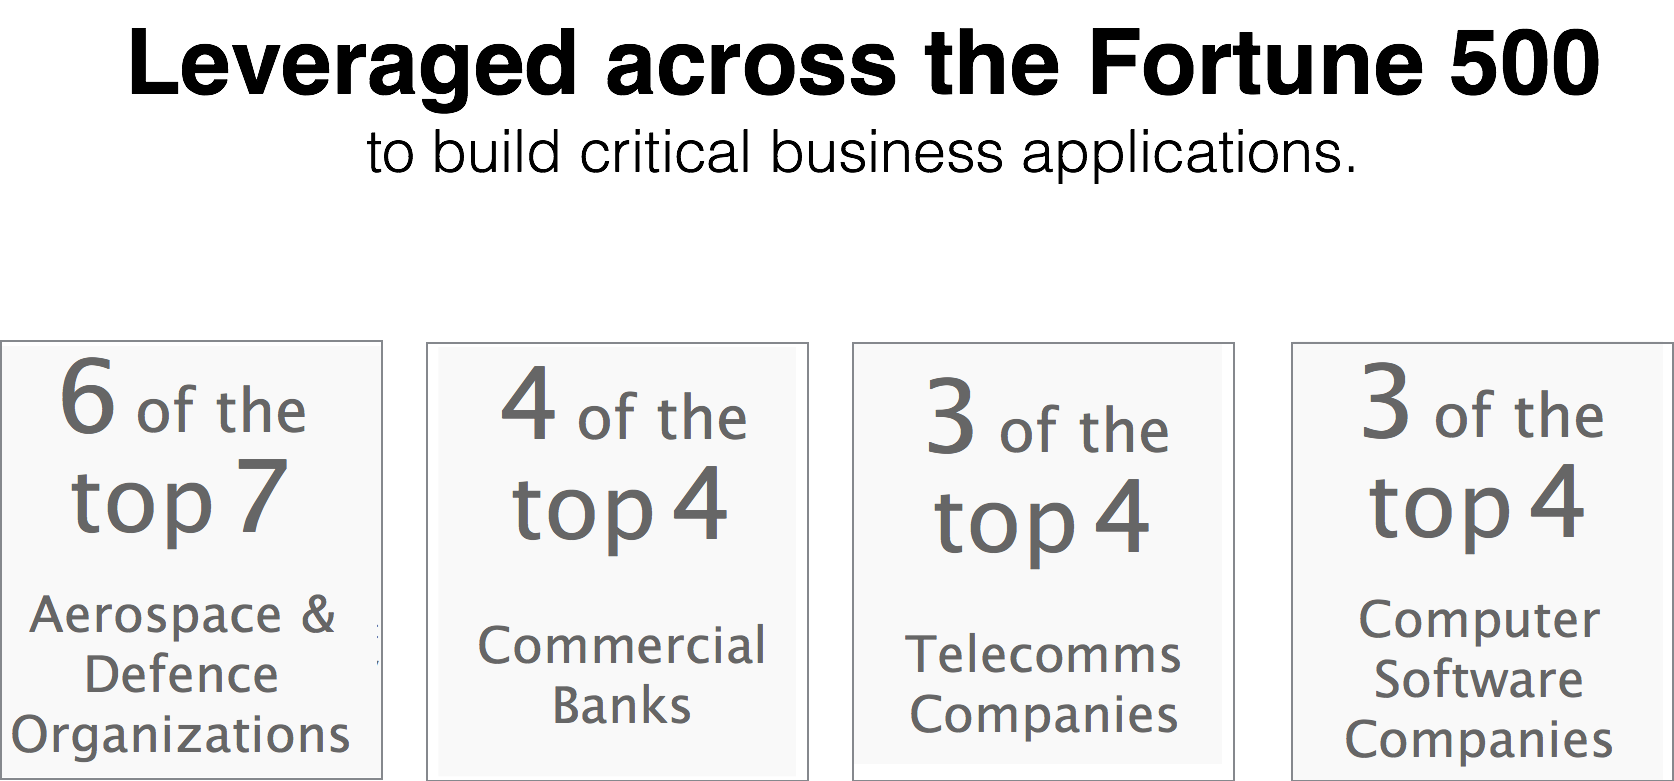 Leveraged across the Fortune 500
to build critical business applications.
6 of the
top 7
Aerospace &
Defence
Organizations
4 of the
top 4
Commercial
Banks
3 of the
top 4
Telecomms
Companies
3 of the
top 4
Computer
Software
Companies